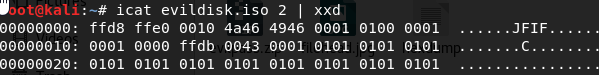 root@kali:~# icat evildisk.iso 2 | xxd
00000000: ffd8 ffe0 0010 4a46 4946 0001 0100 0001  ......JFIF......
00000010: 0001 0000 ffdb 0043 0001 0101 0101 0101  .......C........
00000020: 0101 0101 0101 0101 0101 0101 0101 0101  ................